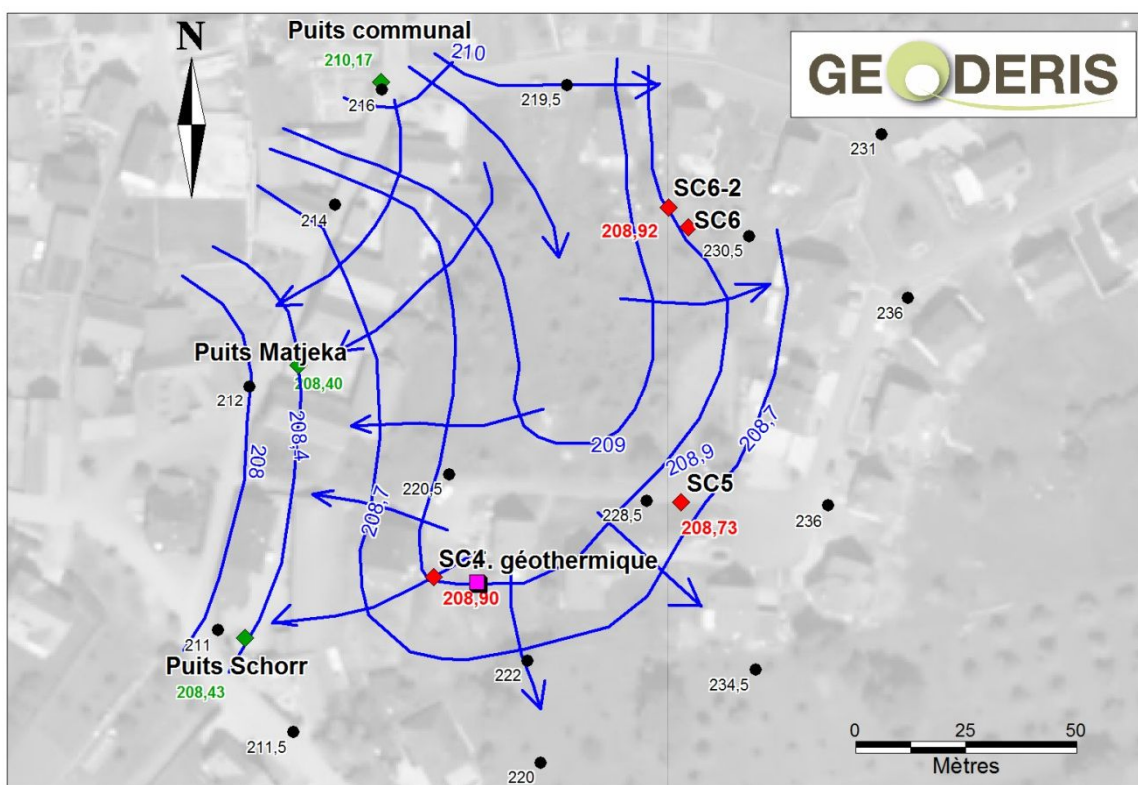 Puits communal
210,17
216
210
219,5
N
GEODERIS
231
214
SC6-2
SC6
208,92
230,5
236
Puits Matjeka
208,40
212
208,4
208
209
208,7
208,9
208,7
220,5
SC5
228,5
208,73
236
SC4
. géothermique
208,90
211
Puits Schorr
208,43
222
234,5
211,5
220
0 25 50
Mètres